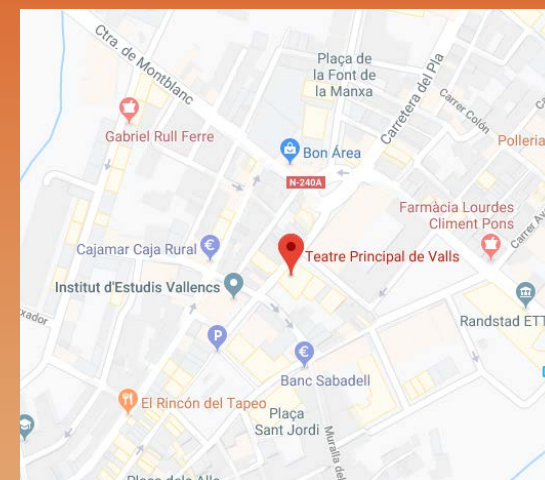 Ctra. de Montblanc
Plaça de
la Font de
la Manxa
Carretera del Pla
Carrer Colón
Gabriel Rull Ferre
Bon Área
Polleria
N-240A
Farmàcia Lourdes
Climent Pons
Cajamar Caja Rural
€
Teatre Principal de Valls
Institut d'Estudis Vallencs
Randstad ETT
P
€
Banc Sabadell
El Rincón del Tapeo
Plaça
Sant Jordi